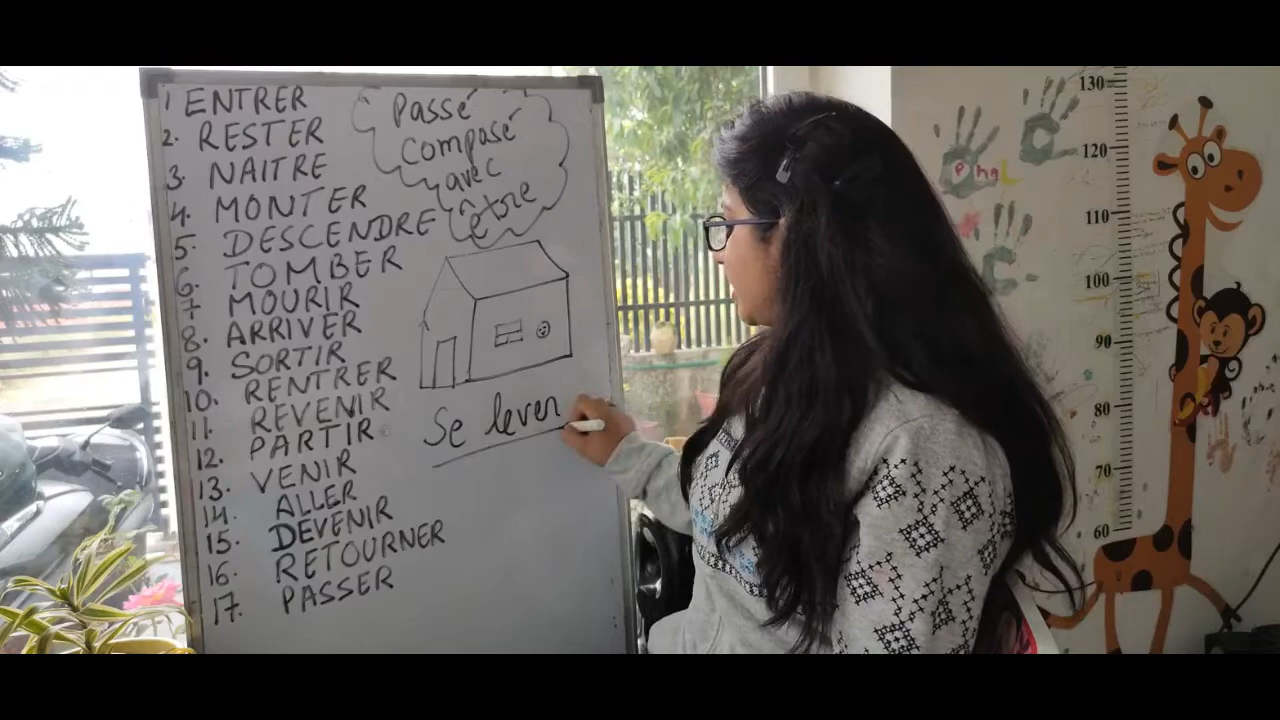 1 ENTRER
2. RESTER
3. NAITRE
4. MONTER
5. DESCENDRE
6. TOMBER
7 MOURIR
8. ARRIVER
9. SORTIR
10. RENTRER
11. REVENIR
12. PARTIR
13. VENIR
14. ALLER
15. DEVENIR
16. RETOURNER
17. PASSER
Passé
Composé
avec
être
Se lever
130
120
110
100
90
80
70
60